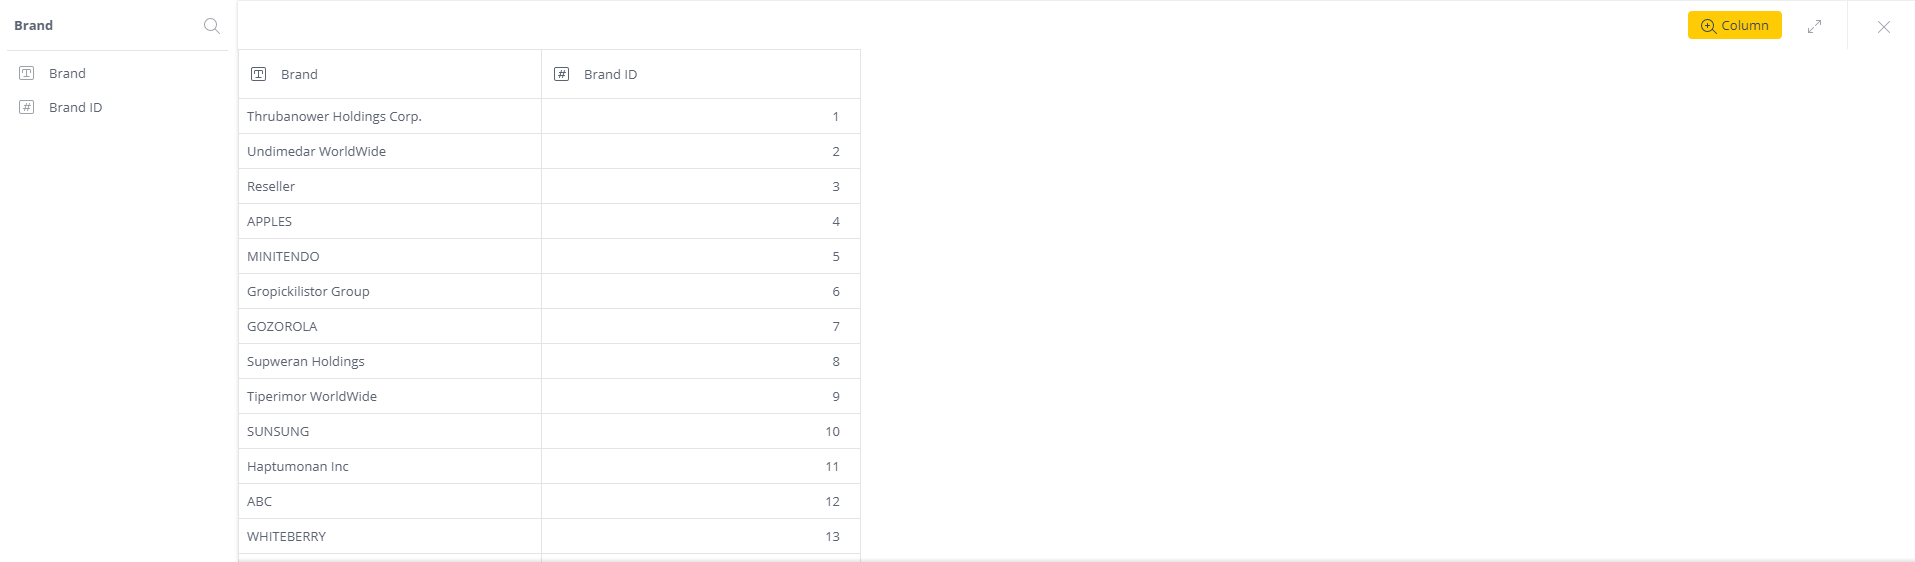 Brand
Column
Brand
Brand ID
Brand Brand ID
Thrubanower Holdings Corp. 1
Undimedar WorldWide 2
Reseller 3
APPLES 4
MINITENDO 5
Gropickilistor Group 6
GOZOROLA 7
Supweran Holdings 8
Tiperimor WorldWide 9
SUNSUNG 10
Haptumonan Inc 11
ABC 12
WHITEBERRY 13